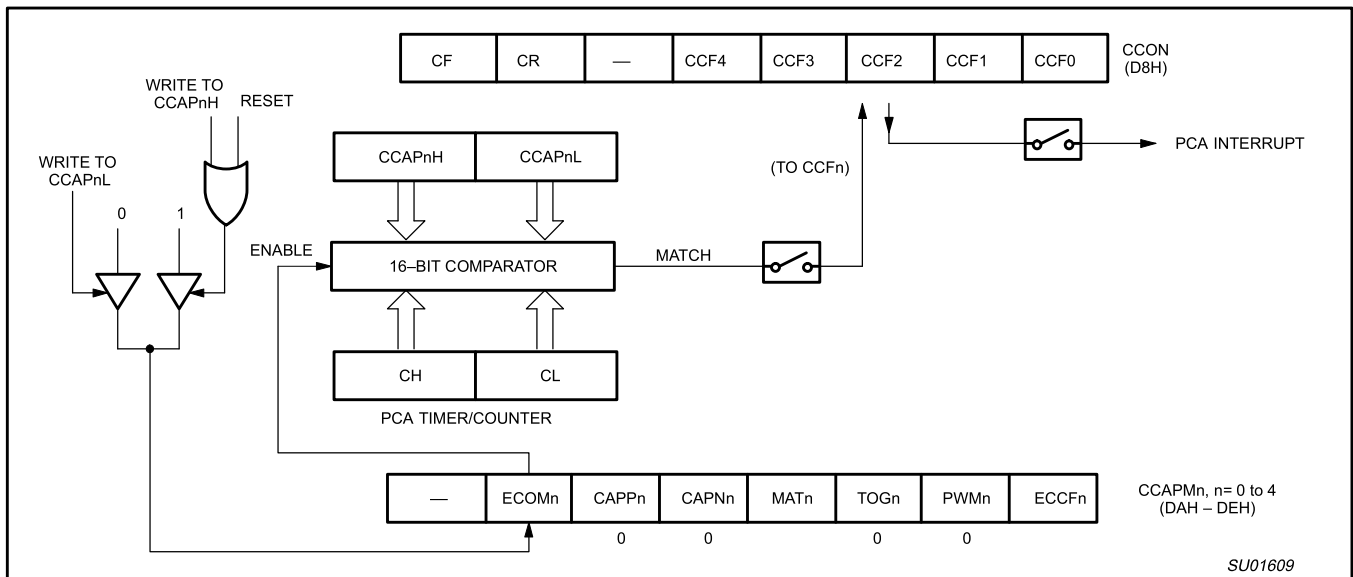 CF CR — CCF4 CCF3 CCF2 CCF1 CCF0
CCON
(D8H)
WRITE TO
CCAPnH
RESET
WRITE TO
CCAPnL
0
1
CCAPnH CCAPnL
(TO CCFn)
PCA INTERRUPT
ENABLE
16–BIT COMPARATOR
MATCH
CH CL
PCA TIMER/COUNTER
— ECOMn CAPPn CAPNn MATn TOGn PWMn ECCFn
CCAPMn, n= 0 to 4
(DAH – DEH)
0 0 0 0
SU01609